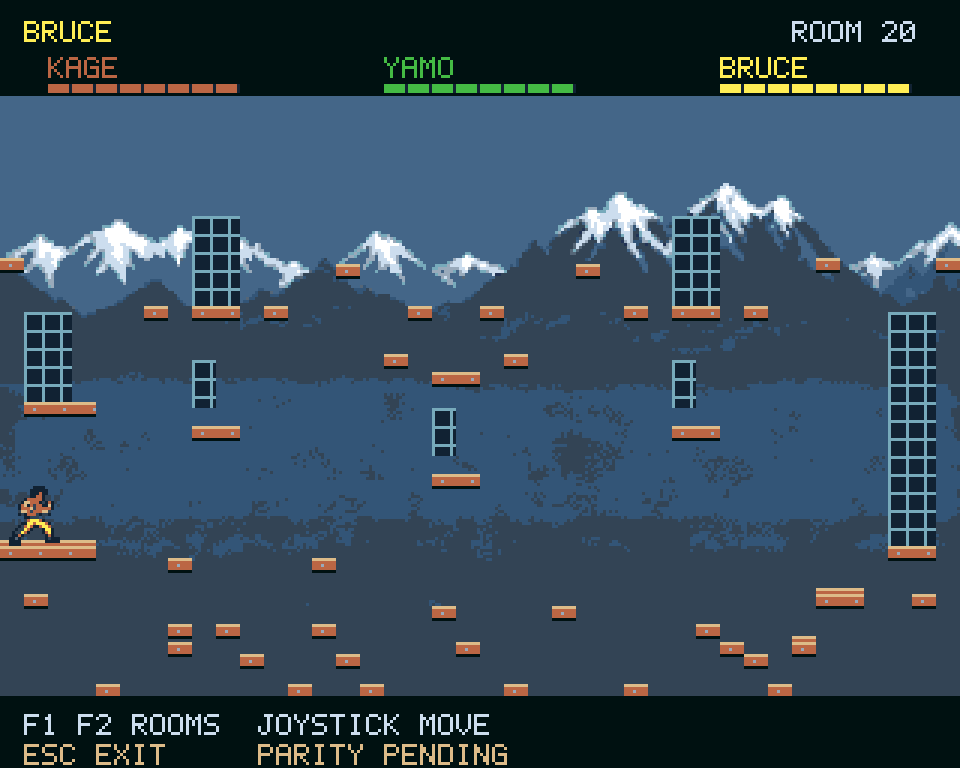 BRUCE ROOM 20
KAGE YAMO BRUCE
F1 F2 ROOMS JOYSTICK MOVE
ESC EXIT PARITY PENDING